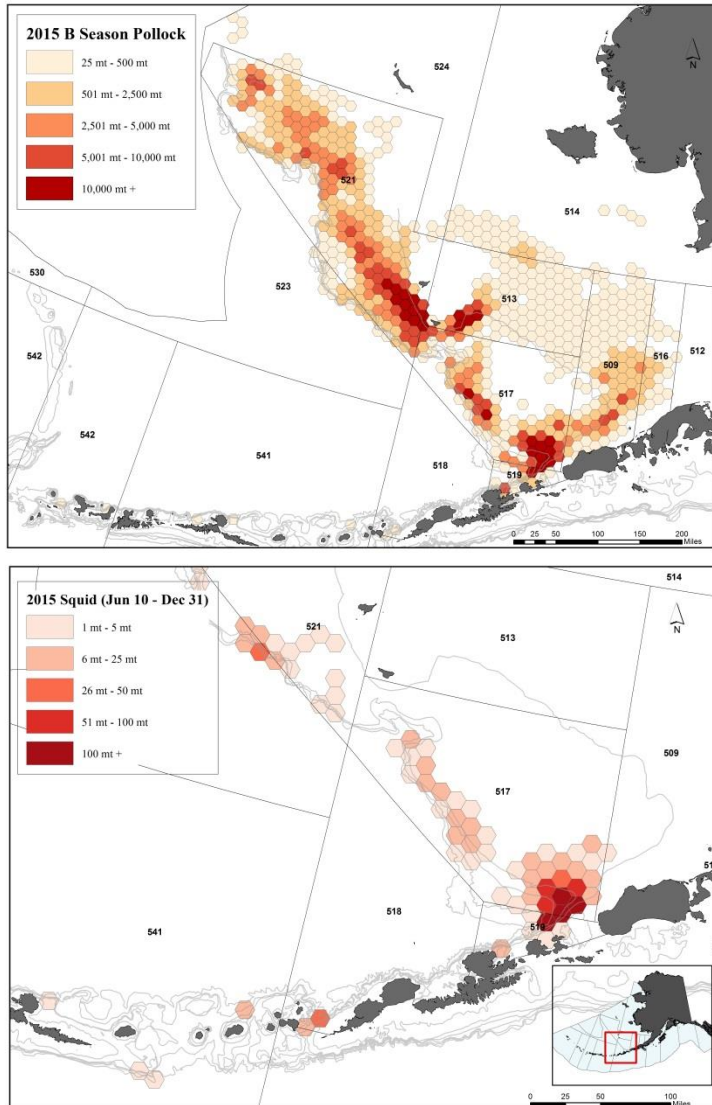 2015 B Season Pollock
25 mt - 500 mt
501 mt - 2,500 mt
2,501 mt - 5,000 mt
5,001 mt - 10,000 mt
10,000 mt +
N
524
521
514
530
523
513
542
509
516
512
517
542
541
518
519
0 25 50 100 150 200
Miles
2015 Squid (Jun 10 - Dec 31)
1 mt - 5 mt
6 mt - 25 mt
26 mt - 50 mt
51 mt - 100 mt
100 mt +
514
N
521
513
509
517
51
518
519
541
0 25 50 100
Miles